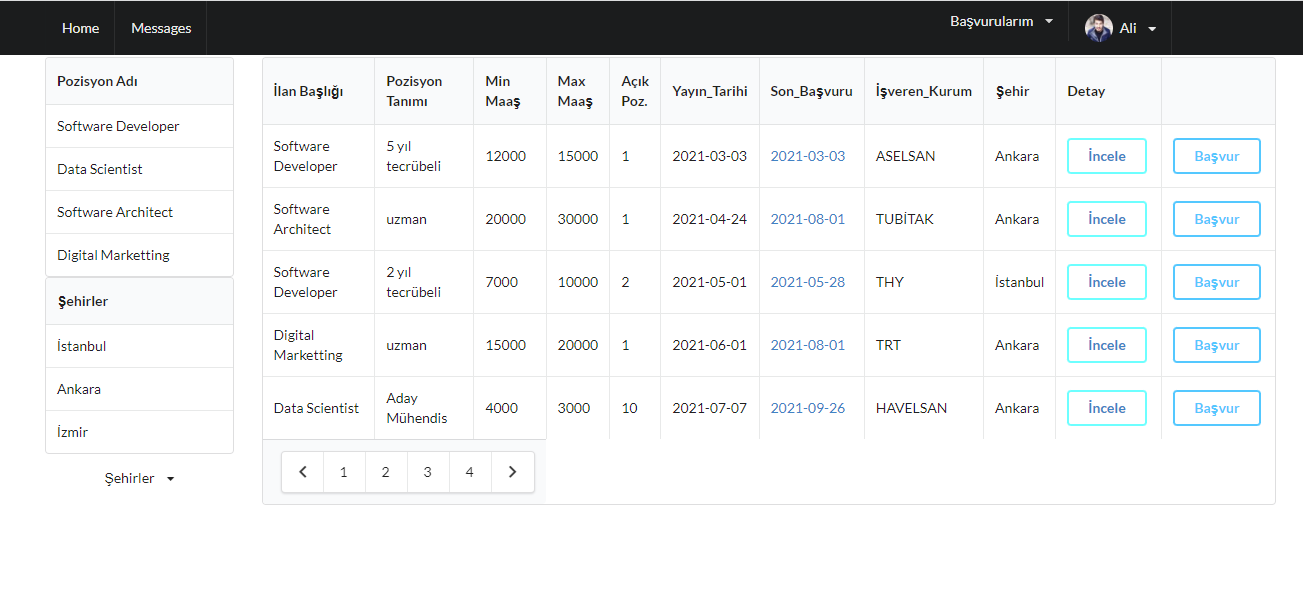 Home Messages Başvurularım Ali
Pozisyon Adı
Software Developer
Data Scientist
Software Architect
Digital Marketting
Şehirler
İstanbul
Ankara
İzmir
Şehirler
İlan Başlığı Pozisyon Tanımı Min Maaş Max Maaş Açık Poz. Yayın_Tarihi Son_Başvuru İşveren_Kurum Şehir Detay
Software Developer 5 yıl tecrübeli 12000 15000 1 2021-03-03 2021-03-03 ASELSAN Ankara İncele Başvur
Software Architect uzman 20000 30000 1 2021-04-24 2021-08-01 TUBİTAK Ankara İncele Başvur
Software Developer 2 yıl tecrübeli 7000 10000 2 2021-05-01 2021-05-28 THY İstanbul İncele Başvur
Digital Marketting uzman 15000 20000 1 2021-06-01 2021-08-01 TRT Ankara İncele Başvur
Data Scientist Aday Mühendis 4000 3000 10 2021-07-07 2021-09-26 HAVELSAN Ankara İncele Başvur
1 2 3 4